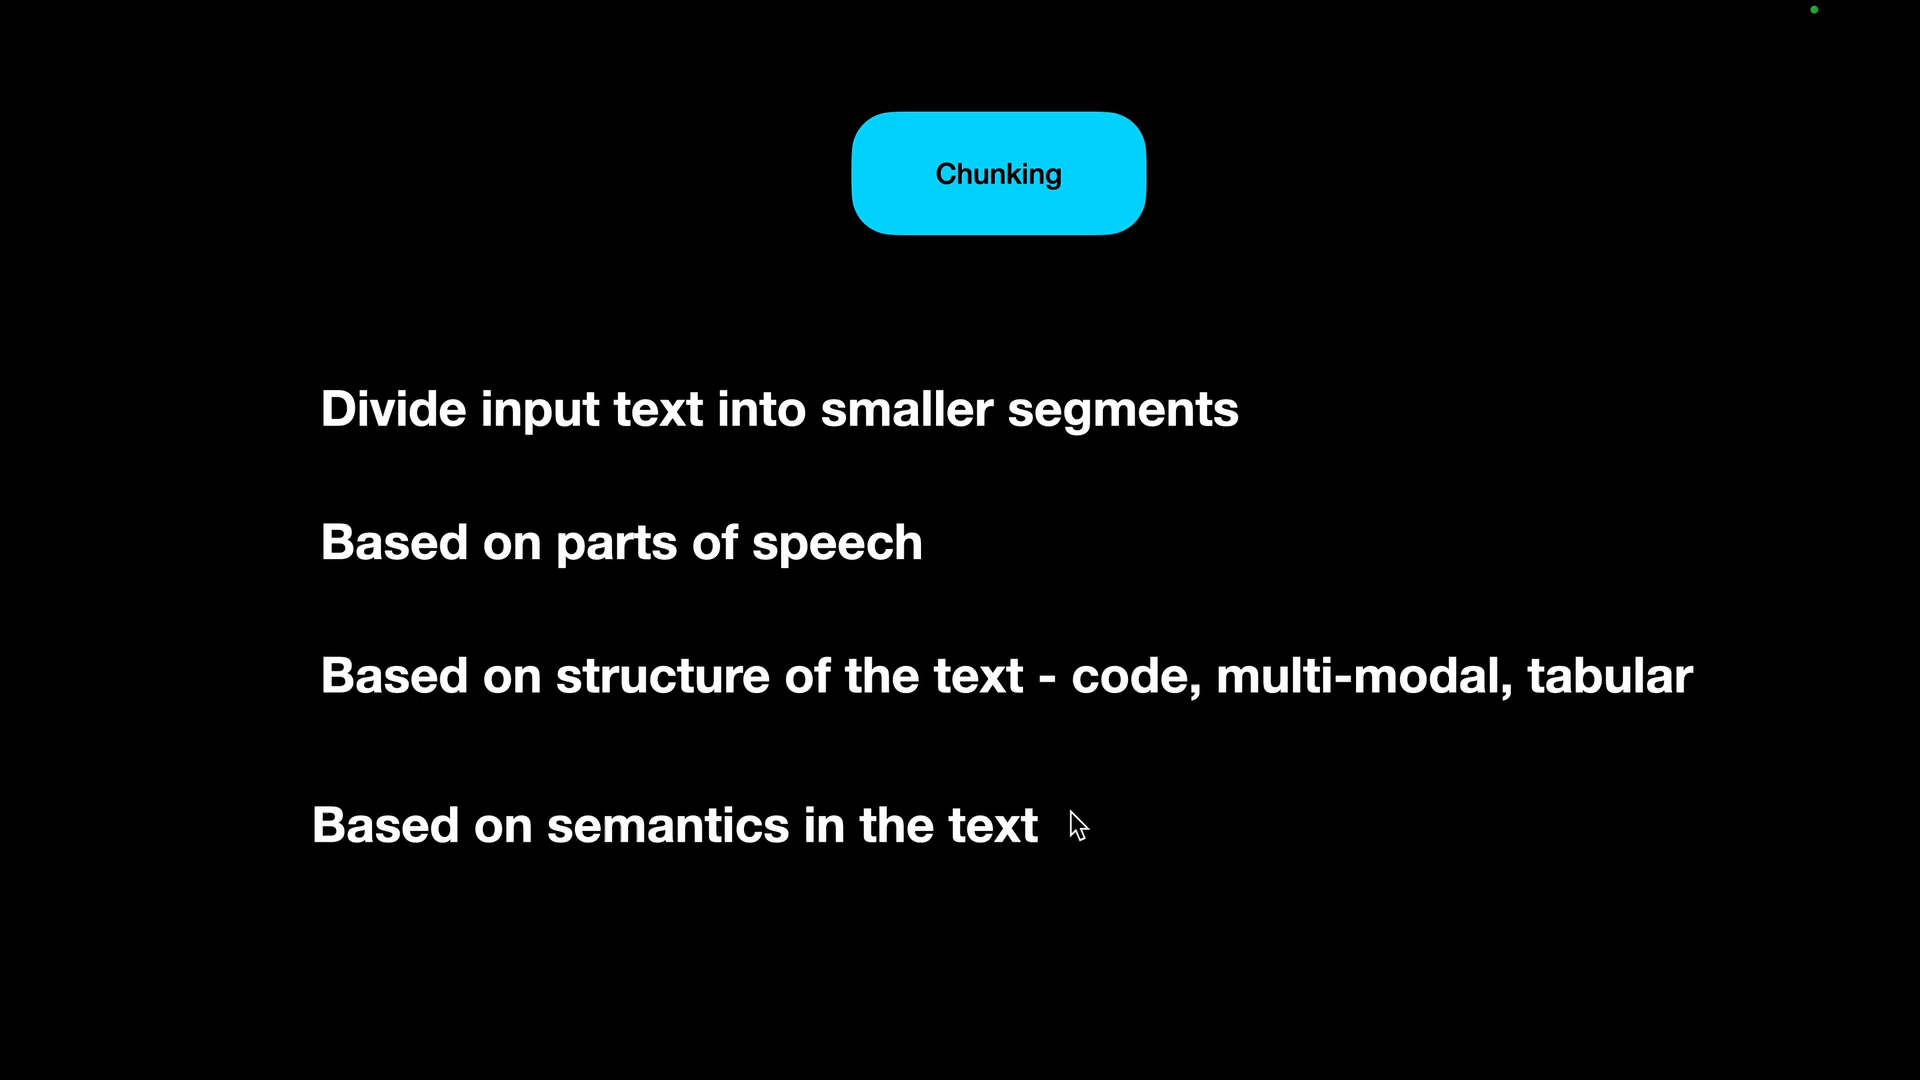 Chunking
Divide input text into smaller segments
Based on parts of speech
Based on structure of the text - code, multi-modal, tabular
Based on semantics in the text